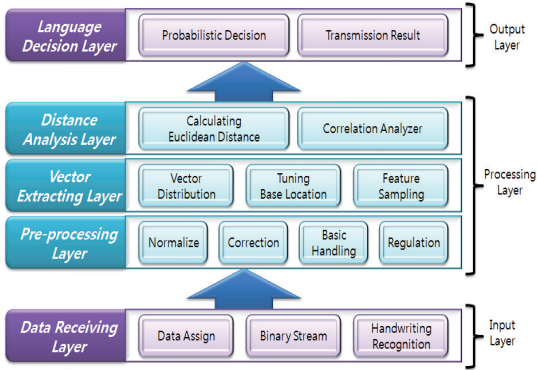 Language
Decision Layer
Probabilistic Decision
Transmission Result
Output
Layer
Distance
Analysis Layer
Calculating
Euclidean Distance
Correlation Analyzer
Vector
Extracting Layer
Vector
Distribution
Tuning
Base Location
Feature
Sampling
Processing
Layer
Pre-processing
Layer
Normalize
Correction
Basic
Handling
Regulation
Data Receiving
Layer
Data Assign
Binary Stream
Handwriting
Recognition
Input
Layer